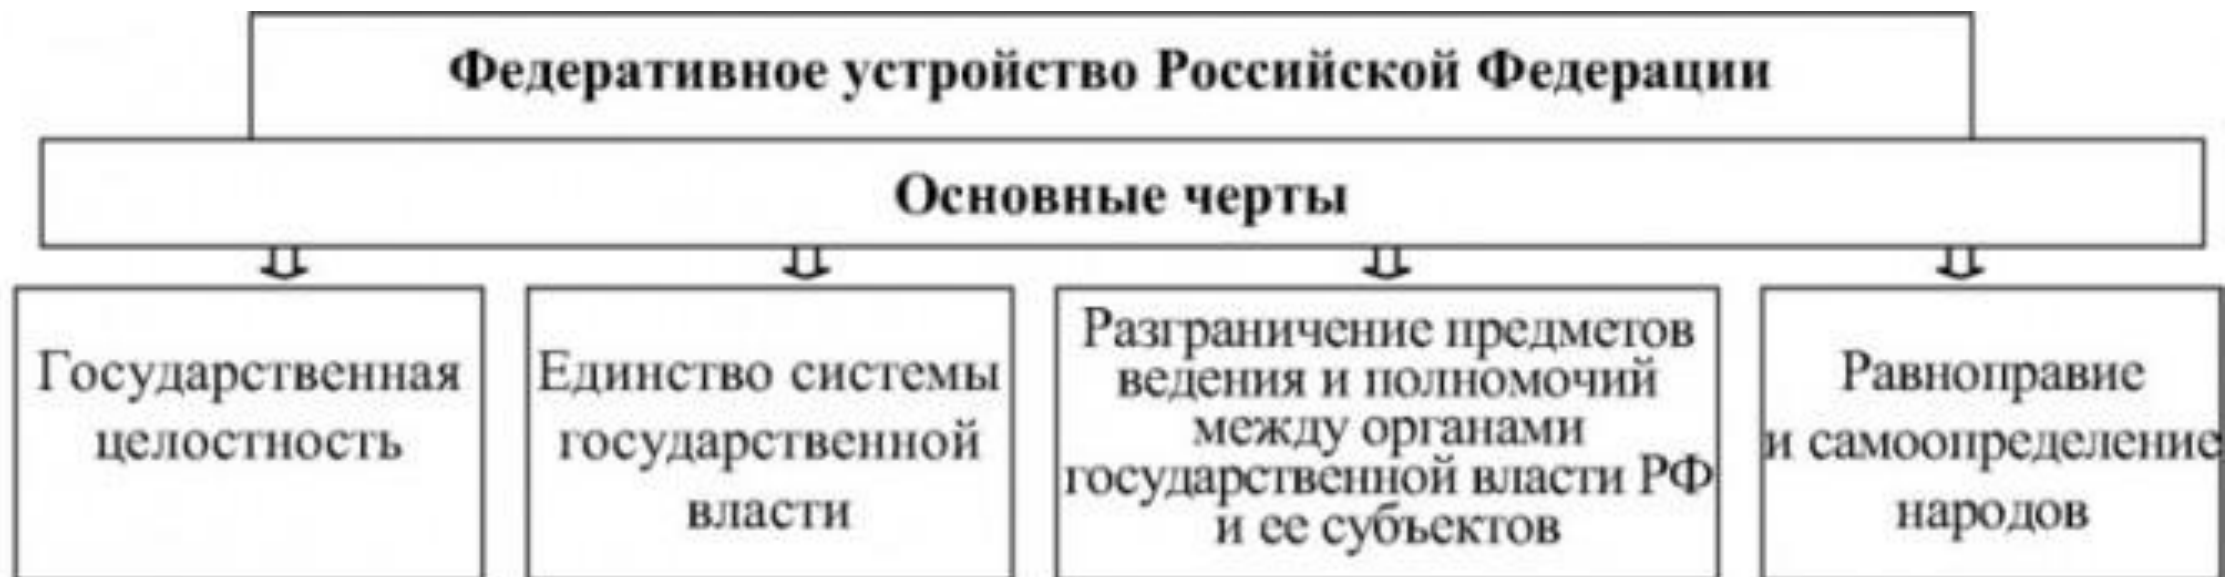 Федеративное устройство Российской Федерации
Основные черты
Государственная
целостность
Единство системы
государственной
власти
Разграничение предметов
ведения и полномочий
между органами
государственной власти РФ
и ее субъектов
Равноправие
и самоопределение
народов